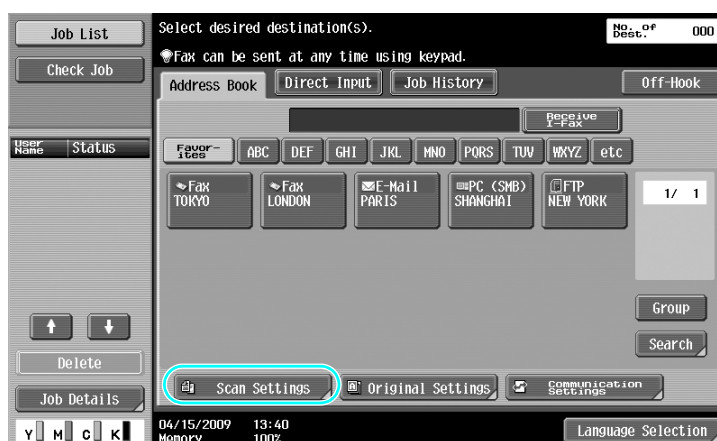 Job List
Check Job
User Name Status
Delete
Job Details
Y M C K
Select desired destination(s).
No. of Dest. 000
Fax can be sent at any time using keypad.
Address Book Direct Input Job History Off-Hook
Receive I-Fax
Favor-ites ABC DEF GHI JKL MNO PQRS TUV WXYZ etc
Fax Fax E-Mail PC (SMB) FTP
TOKYO LONDON PARIS SHANGHAI NEW YORK
1/ 1
Group
Search
Scan Settings Original Settings Communication Settings
04/15/2009 13:40
Memory 100%
Language Selection